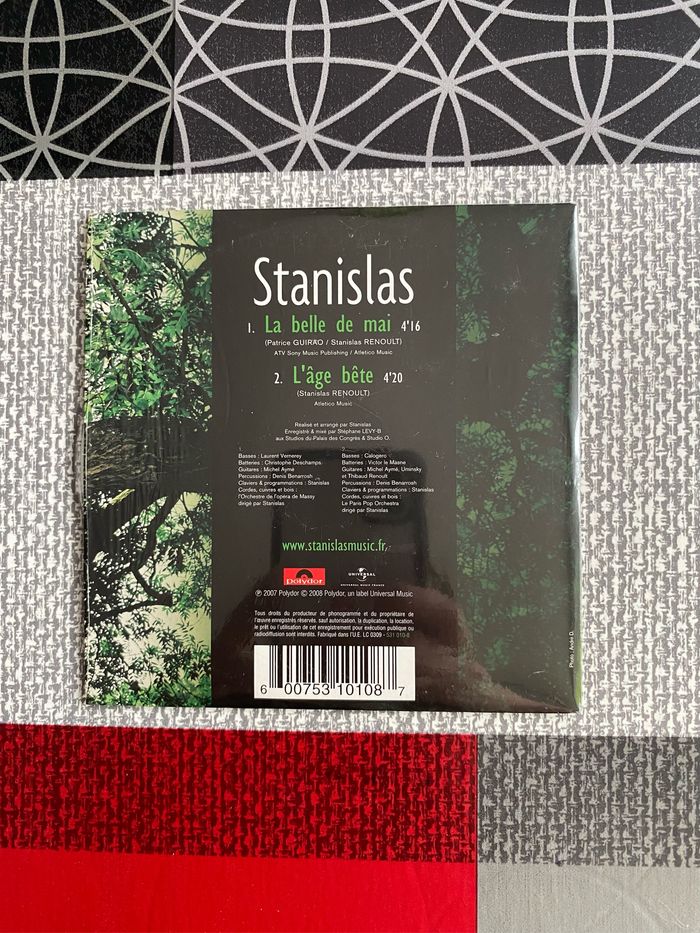 Stanislas
1. La belle de mai 4'16
(Patrice GUIRAO / Stanislas RENOULT)
ATV Sony Music Publishing / Atletico Music
2. L'âge bête 4'20
(Stanislas RENOULT)
Atletico Music
Réalisé et arrangé par Stanislas
Enregistré & mixé par Stéphane LEVY-B
aux Studios du Palais des Congrès & Studio O.
Basses : Laurent Vernerey
Batteries : Christophe Deschamps
Guitares : Michel Aymé
Percussions : Denis Benarrosh
Claviers & programmations : Stanislas
Cordes, cuivres et bois :
l'Orchestre de l'opéra de Massy
dirigé par Stanislas
Basses : Calogero
Batteries : Victor le Masne
Guitares : Michel Aymé, Uminsky
et Thibaud Renoult
Percussions : Denis Benarrosh
Claviers & programmations : Stanislas
Cordes, cuivres et bois :
Le Paris Pop Orchestra
dirigé par Stanislas
www.stanislasmusic.fr
polydor
UNIVERSAL
UNIVERSAL MUSIC FRANCE
℗ 2007 Polydor © 2008 Polydor, un label Universal Music
Tous droits du producteur de phonogramme et du propriétaire de
l'œuvre enregistrés réservés. sauf autorisation, la duplication, la location,
le prêt ou l'utilisation de cet enregistrement pour exécution publique ou
radiodiffusion sont interdits. Fabriqué dans l'U.E. LC 0309 - 531 010-8
6 00753 10108 7
Photo : André D.